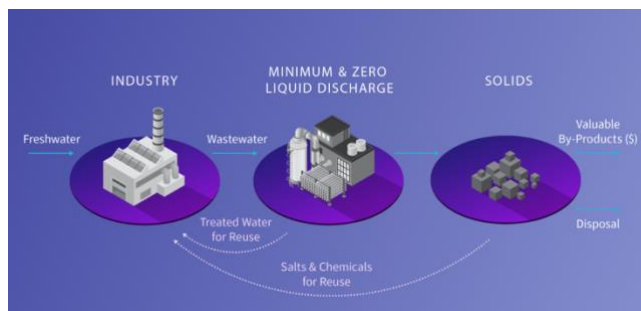 INDUSTRY
MINIMUM & ZERO
LIQUID DISCHARGE
SOLIDS
Freshwater
Wastewater
Valuable
By-Products ($)
Treated Water
for Reuse
Disposal
Salts & Chemicals
for Reuse